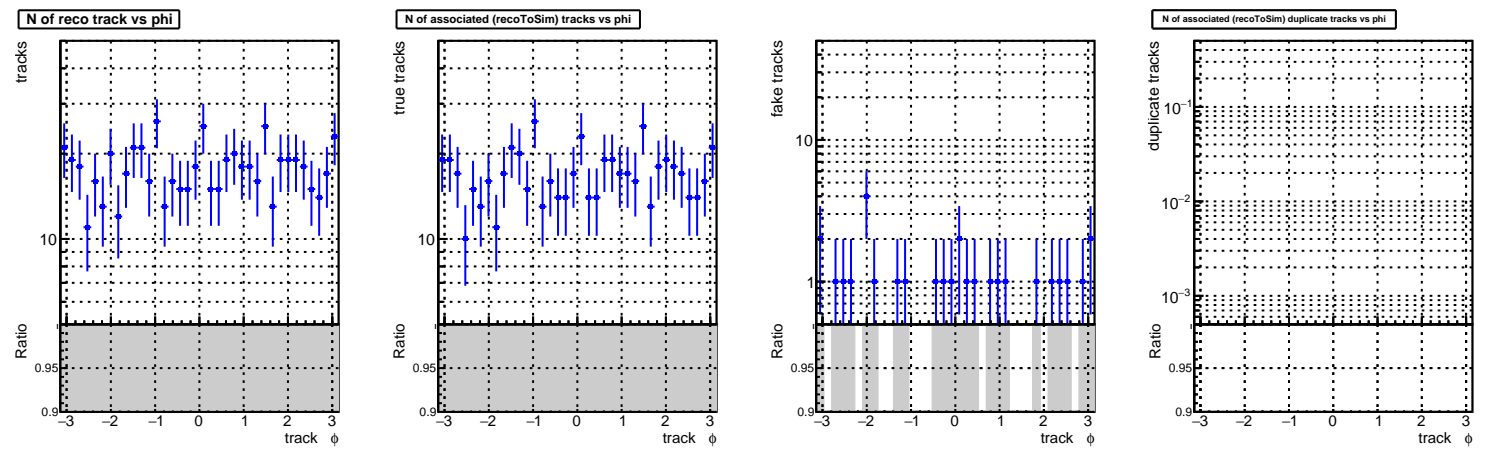 N of reco track vs phi
tracks
10
Ratio
0.95
0.9
−3 −2 −1 0 1 2 3
track φ
N of associated (recoToSim) tracks vs phi
true tracks
10
Ratio
0.95
0.9
−3 −2 −1 0 1 2 3
track φ
fake tracks
10
1
Ratio
0.95
0.9
−3 −2 −1 0 1 2 3
track φ
N of associated (recoToSim) duplicate tracks vs phi
duplicate tracks
10⁻¹
10⁻²
10⁻³
Ratio
0.95
0.9
−3 −2 −1 0 1 2 3
track φ